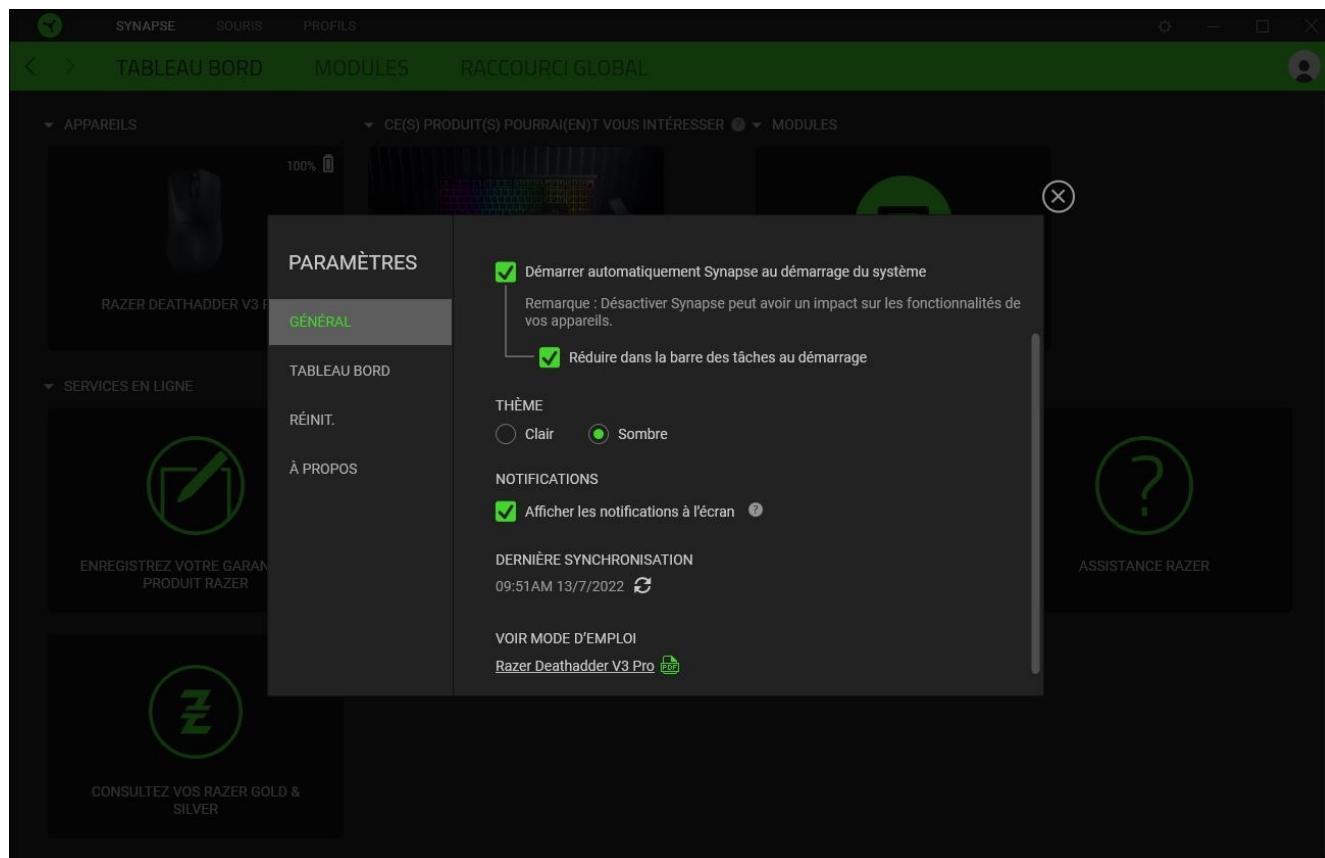 SYNAPSE SOURIS PROFILS
TABLEAU BORD MODULES RACCOURCI GLOBAL
APPAREILS
CE(S) PRODUIT(S) POURRAI(EN)T VOUS INTÉRESSER
MODULES
100%
RAZER DEATHADDER V3 P
SERVICES EN LIGNE
ENREGISTREZ VOTRE GARAN
PRODUIT RAZER
ASSISTANCE RAZER
CONSULTEZ VOS RAZER GOLD &
SILVER
PARAMÈTRES
GÉNÉRAL
TABLEAU BORD
RÉINIT.
À PROPOS
Démarrer automatiquement Synapse au démarrage du système
Remarque : Désactiver Synapse peut avoir un impact sur les fonctionnalités de
vos appareils.
Réduire dans la barre des tâches au démarrage
THÈME
Clair Sombre
NOTIFICATIONS
Afficher les notifications à l'écran ?
DERNIÈRE SYNCHRONISATION
09:51AM 13/7/2022
VOIR MODE D'EMPLOI
Razer Deathadder V3 Pro PDF